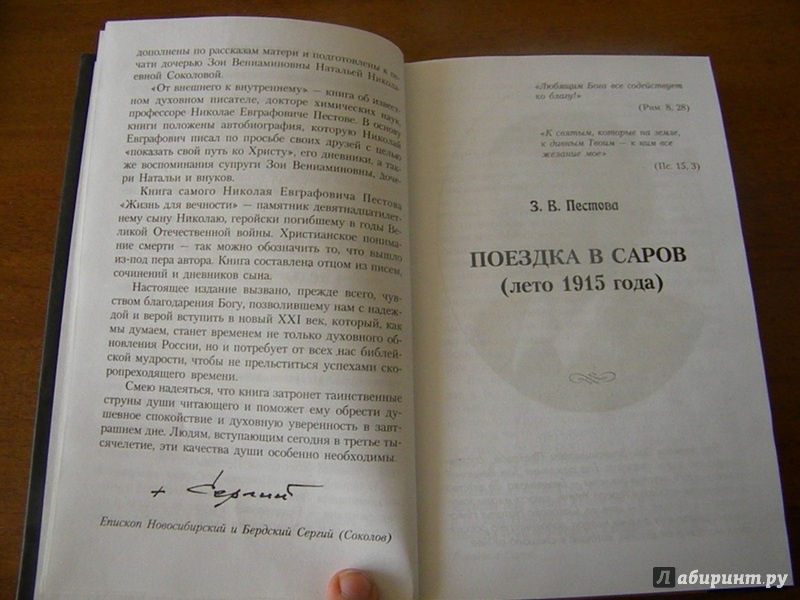 дополнены по рассказам матери и подготовлены к пе-
чати дочерью Зои Вениаминовны Натальей Никола-
евной Соколовой.
«От внешнего к внутреннему» — книга об извест-
ном духовном писателе, докторе химических наук,
профессоре Николае Евграфовиче Пестове. В основу
книги положены автобиография, которую Николай
Евграфович писал по просьбе своих друзей с целью
«показать свой путь ко Христу», его дневники, а так-
же воспоминания супруги Зои Вениаминовны, доче-
ри Натальи и внуков.
Книга самого Николая Евграфовича Пестова
«Жизнь для вечности» — памятник девятнадцатилет-
нему сыну Николаю, геройски погибшему в годы Ве-
ликой Отечественной войны. Христианское понима-
ние смерти — так можно обозначить то, что вышло
из-под пера автора. Книга составлена отцом из писем,
сочинений и дневников сына.
Настоящее издание вызвано, прежде всего, чув-
ством благодарения Богу, позволившему нам с надеж-
дой и верой вступить в новый XXI век, который, как
мы думаем, станет временем не только духовного об-
новления России, но и потребует от всех нас библей-
ской мудрости, чтобы не прельститься успехами ско-
ропреходящего времени.
Смею надеяться, что книга затронет таинственные
струны души читающего и поможет ему обрести ду-
шевное спокойствие и духовную уверенность в завт-
рашнем дне. Людям, вступающим сегодня в третье ты-
сячелетие, эти качества души особенно необходимы.
+ Сергий
Епископ Новосибирский и Бердский Сергий (Соколов)
«Любящим Бога все содействует
ко благу!»
(Рим. 8, 28)
«К святым, которые на земле,
к дивным Твоим — к ним все
желание мое»
(Пс. 15, 3)
З. В. Пестова
ПОЕЗДКА В САРОВ
(лето 1915 года)
Лабиринт.ру